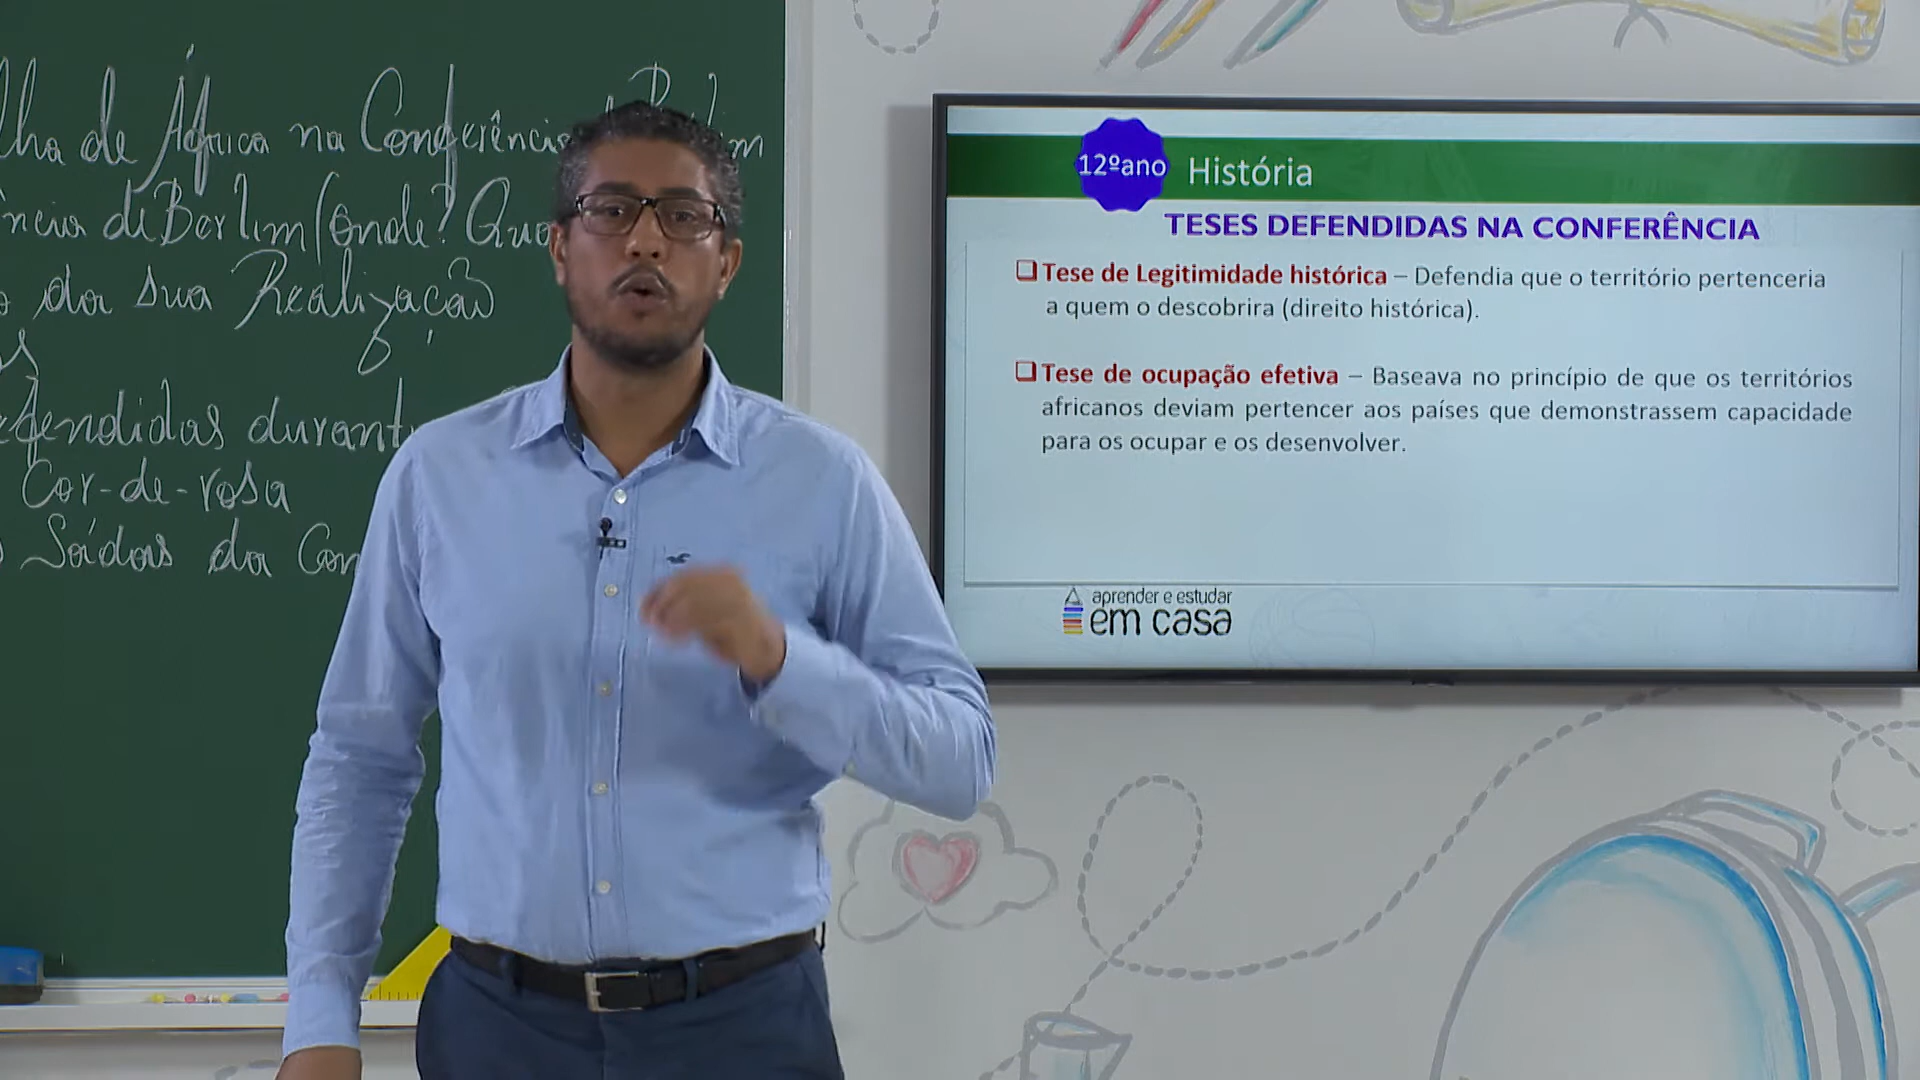 lha de África na Conferência
ncia de Berlim (Onde? Qua
da sua Realização
efendidas durant
Cor-de-rosa
Saídas da Con
12ºano História
TESES DEFENDIDAS NA CONFERÊNCIA
Tese de Legitimidade histórica – Defendia que o território pertenceria
a quem o descobrira (direito histórica).
Tese de ocupação efetiva – Baseava no princípio de que os territórios
africanos deviam pertencer aos países que demonstrassem capacidade
para os ocupar e os desenvolver.
aprender e estudar
em casa